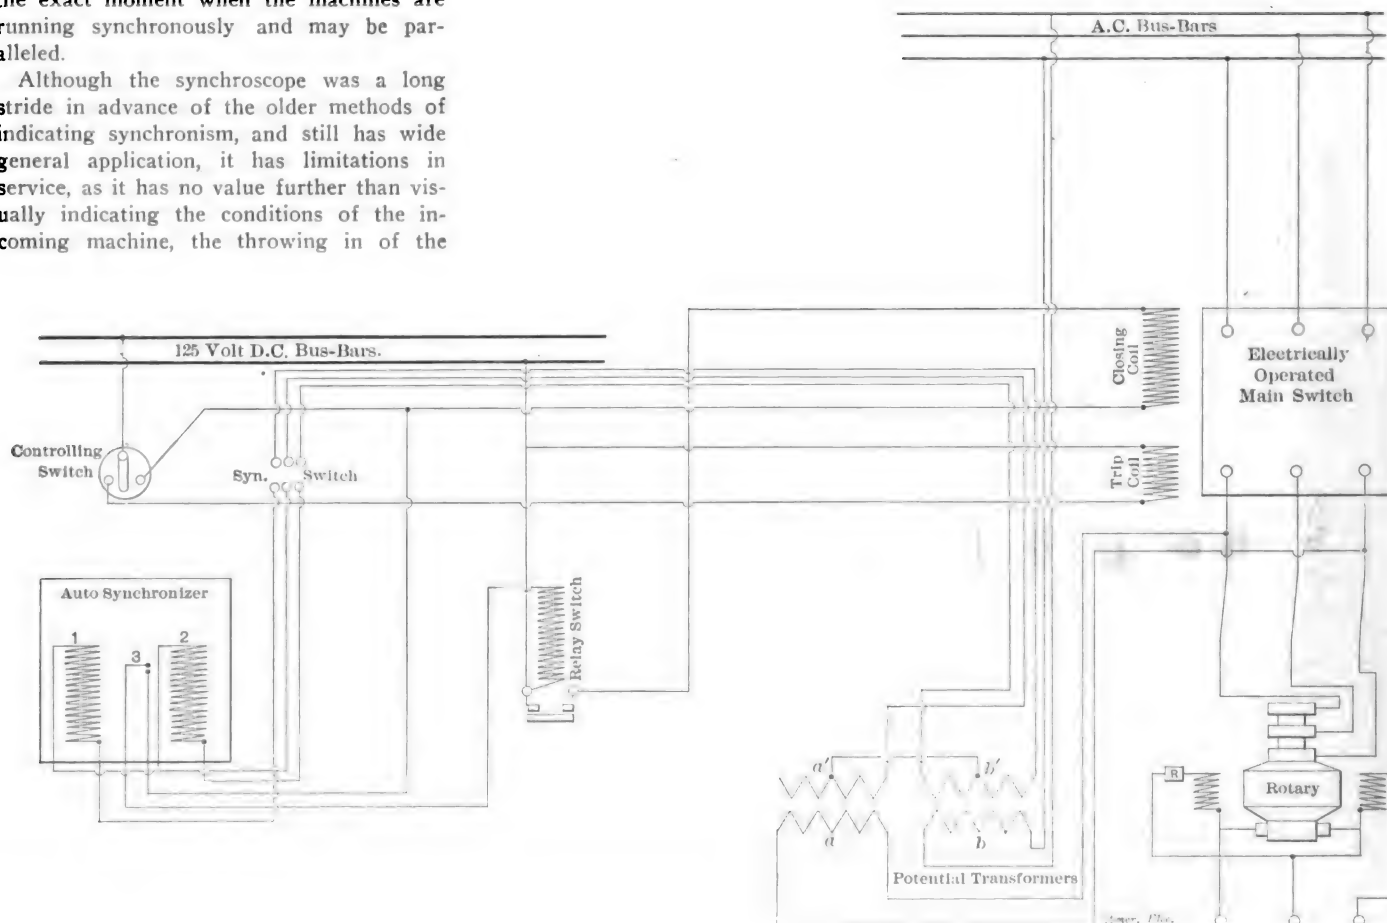 the exact moment when the machines are
running synchronously and may be par-
alleled.
Although the synchroscope was a long
stride in advance of the older methods of
indicating synchronism, and still has wide
general application, it has limitations in
service, as it has no value further than vis-
ually indicating the conditions of the in-
coming machine, the throwing in of the
A.C. Bus-Bars
125 Volt D.C. Bus-Bars.
Closing
Coil
Electrically
Operated
Main Switch
Controlling
Switch
Syn. Switch
Trip
Coil
Auto Synchronizer
1
2
3
Relay Switch
a'
b'
a
b
R
Rotary
Potential Transformers
Amer. Elec.